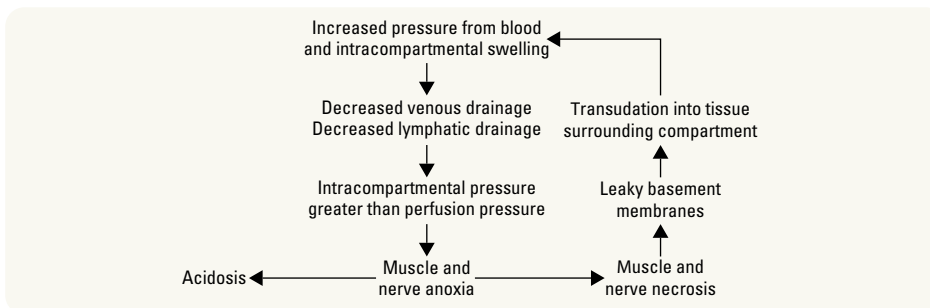 Increased pressure from blood
and intracompartmental swelling
Decreased venous drainage
Decreased lymphatic drainage
Transudation into tissue
surrounding compartment
Intracompartmental pressure
greater than perfusion pressure
Leaky basement
membranes
Acidosis
Muscle and
nerve anoxia
Muscle and
nerve necrosis